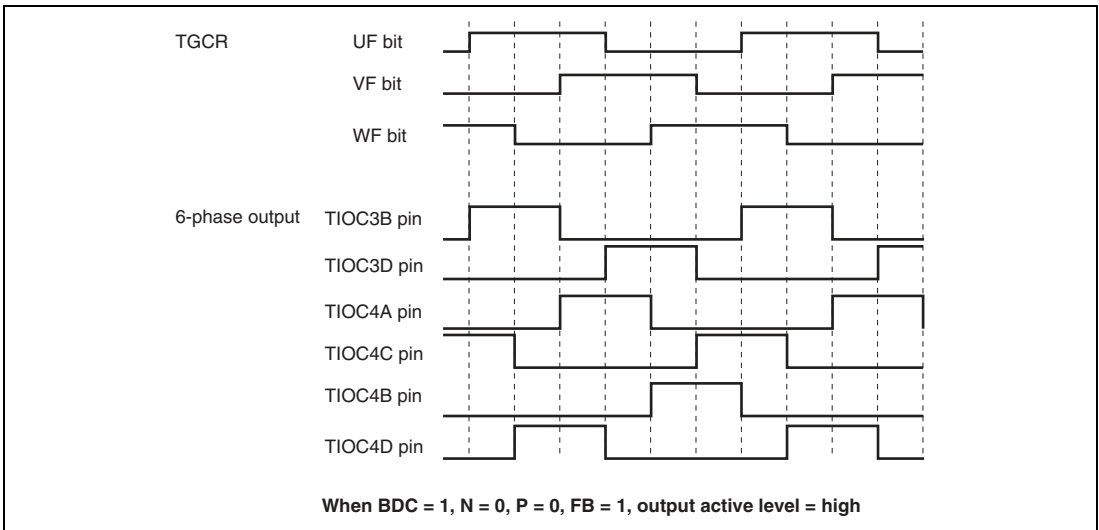 TGCR UF bit
VF bit
WF bit
6-phase output TIOC3B pin
TIOC3D pin
TIOC4A pin
TIOC4C pin
TIOC4B pin
TIOC4D pin
When BDC = 1, N = 0, P = 0, FB = 1, output active level = high